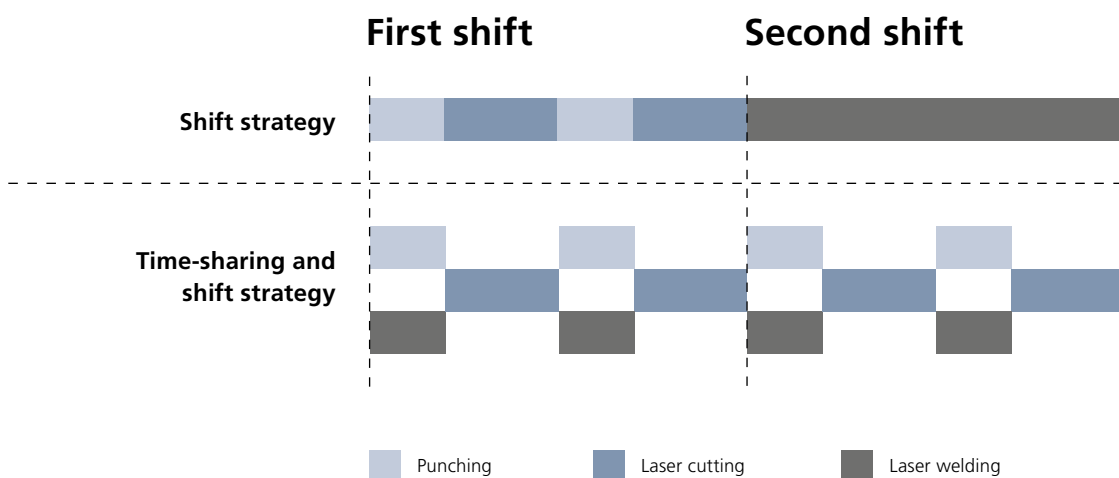 First shift
Second shift
Shift strategy
Time-sharing and
shift strategy
Punching
Laser cutting
Laser welding